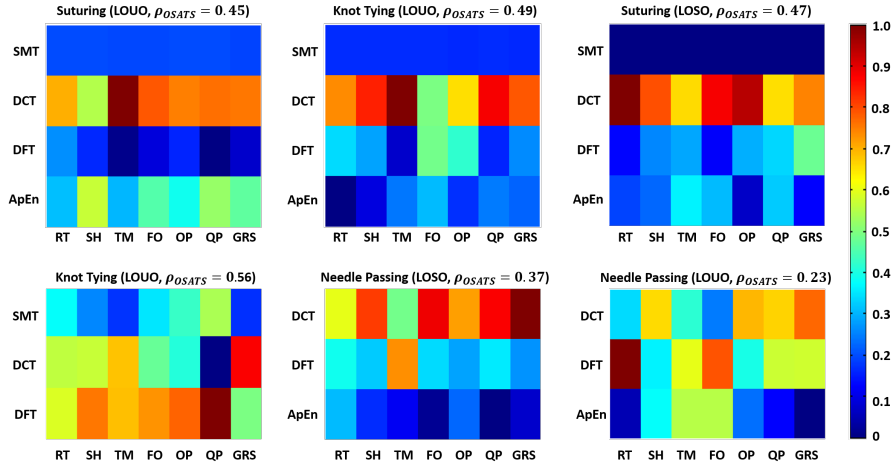 Suturing (LOUO, ρOSATS = 0.45)
Knot Tying (LOUO, ρOSATS = 0.49)
Suturing (LOSO, ρOSATS = 0.47)
SMT
DCT
DFT
ApEn
RT SH TM FO OP QP GRS
SMT
DCT
DFT
ApEn
RT SH TM FO OP QP GRS
SMT
DCT
DFT
ApEn
RT SH TM FO OP QP GRS
Knot Tying (LOUO, ρOSATS = 0.56)
Needle Passing (LOSO, ρOSATS = 0.37)
Needle Passing (LOUO, ρOSATS = 0.23)
SMT
DCT
DFT
RT SH TM FO OP QP GRS
DCT
DFT
ApEn
RT SH TM FO OP QP GRS
DCT
DFT
ApEn
RT SH TM FO OP QP GRS
1.0
0.9
0.8
0.7
0.6
0.5
0.4
0.3
0.2
0.1
0